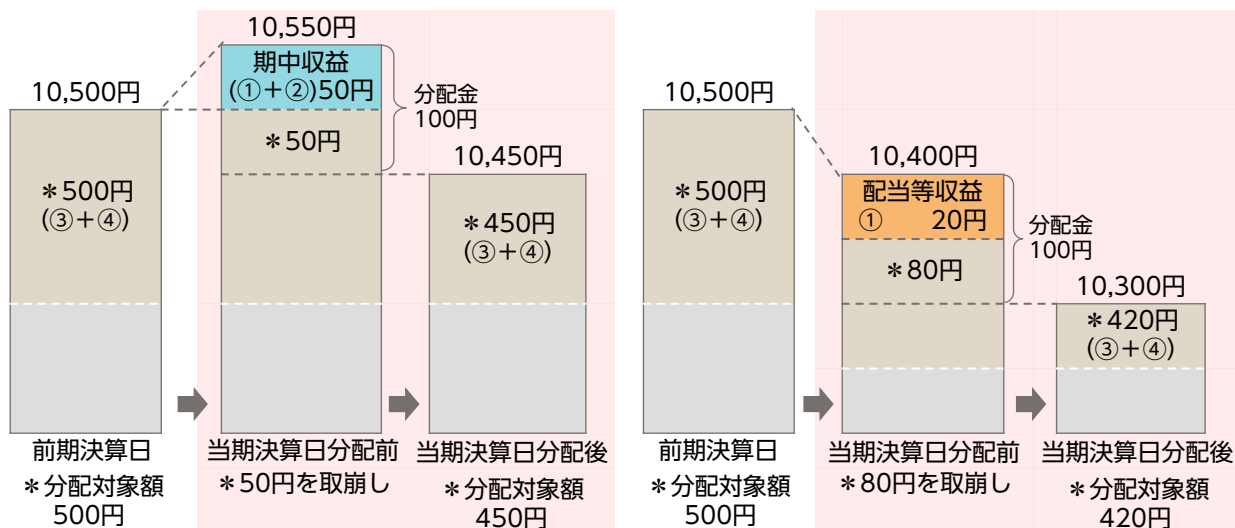 10,500円
＊500円
(③＋④)
前期決算日
＊分配対象額
500円
10,550円
期中収益
(①＋②)50円
＊50円
分配金
100円
当期決算日分配前
＊50円を取崩し
10,450円
＊450円
(③＋④)
当期決算日分配後
＊分配対象額
450円
10,500円
＊500円
(③＋④)
前期決算日
＊分配対象額
500円
10,400円
配当等収益
① 20円
＊80円
分配金
100円
当期決算日分配前
＊80円を取崩し
10,300円
＊420円
(③＋④)
当期決算日分配後
＊分配対象額
420円